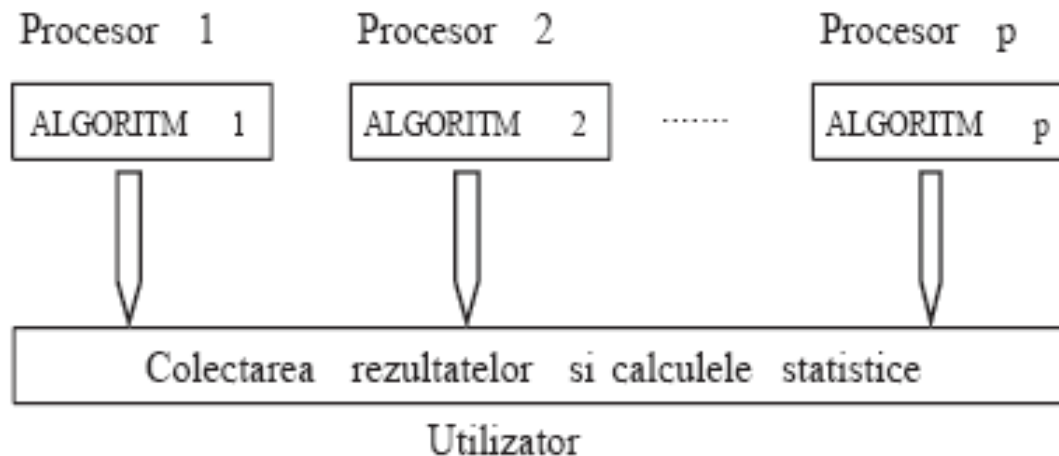 Procesor 1 Procesor 2 Procesor p
ALGORITM 1 ALGORITM 2 ....... ALGORITM p
Colectarea rezultatelor si calculele statistice
Utilizator